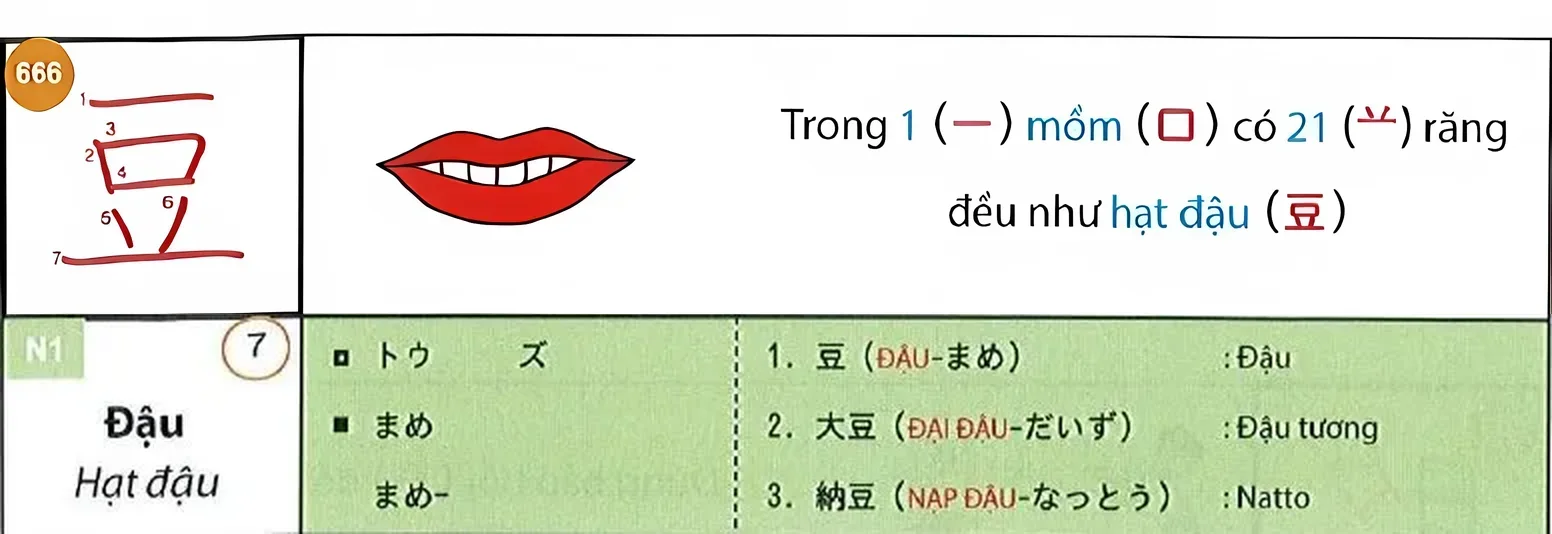 666
豆
1
2
3
4
5
6
7
Trong 1 (一) mồm (口) có 21 (䒑) răng
đều như hạt đậu (豆)
N1
7
Đậu
Hạt đậu
トウ ズ
まめ
まめ-
1. 豆 (ĐẬU-まめ) : Đậu
2. 大豆 (ĐẠI ĐẬU-だいず) : Đậu tương
3. 納豆 (NẠP ĐẬU-なっとう) : Natto